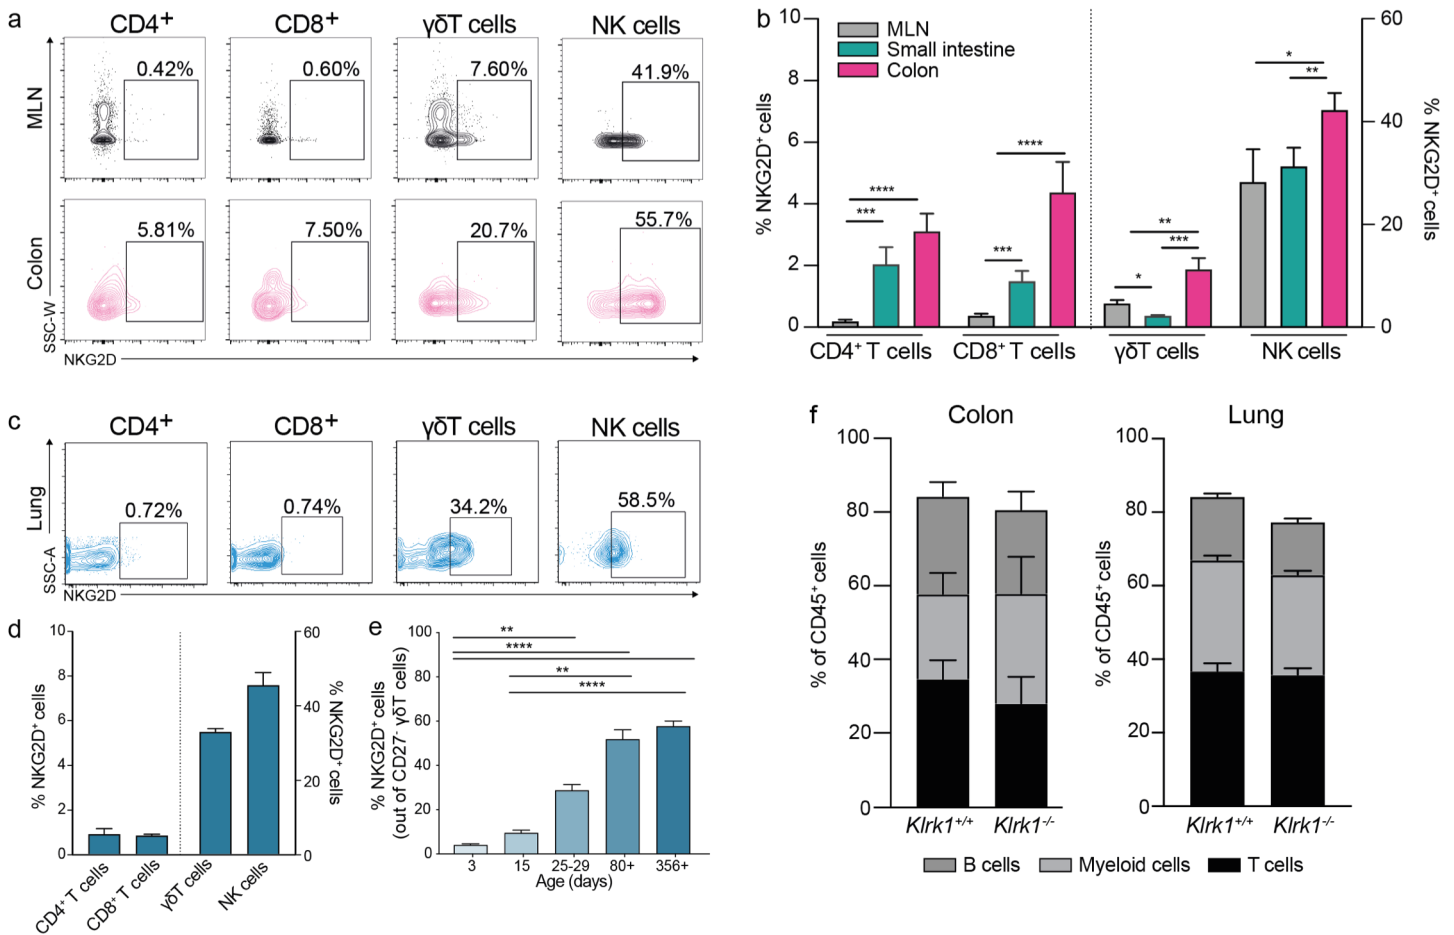 a
CD4+
CD8+
γδT cells
NK cells
MLN
0.42%
0.60%
7.60%
41.9%
Colon
5.81%
7.50%
20.7%
55.7%
SSC-W
NKG2D
b
MLN
Small intestine
Colon
% NKG2D+ cells
10
8
6
4
2
0
60
40
20
0
% NKG2D+ cells
****
***
****
***
**
***
*
*
**
CD4+ T cells
CD8+ T cells
γδT cells
NK cells
c
CD4+
CD8+
γδT cells
NK cells
Lung
0.72%
0.74%
34.2%
58.5%
SSC-A
NKG2D
d
% NKG2D+ cells
10
8
6
4
2
0
60
40
20
0
% NKG2D+ cells
CD4+ T cells
CD8+ T cells
γδT cells
NK cells
e
% NKG2D+ cells
(out of CD27- γδT cells)
100
80
60
40
20
0
**
****
**
****
3
15
25-29
80+
356+
Age (days)
f
Colon
% of CD45+ cells
100
80
60
40
20
0
Klrk1+/+
Klrk1-/-
Lung
% of CD45+ cells
100
80
60
40
20
0
Klrk1+/+
Klrk1-/-
B cells
Myeloid cells
T cells